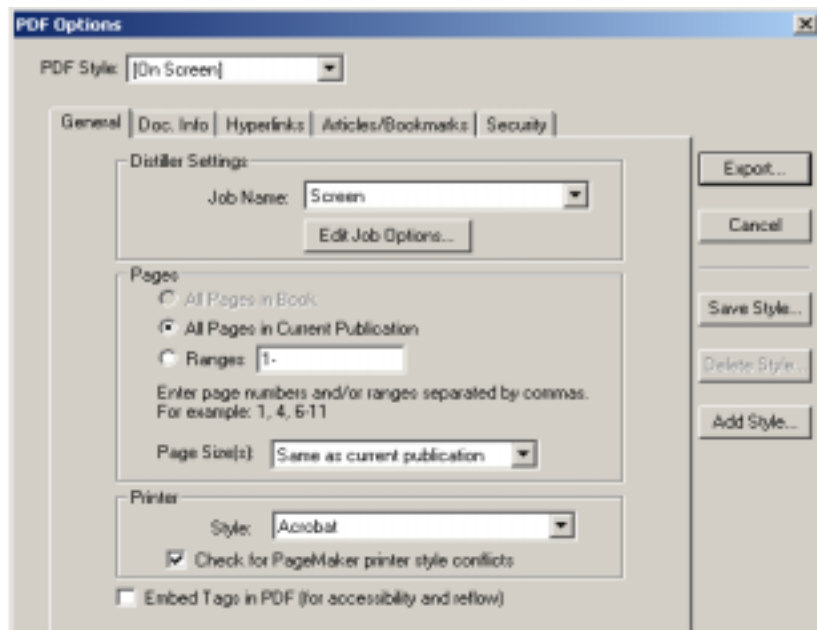 PDF Options
PDF Style: [On Screen]
General Doc. Info Hyperlinks Articles/Bookmarks Security
Distiller Settings
Job Name: Screen
Edit Job Options...
Pages
All Pages in Book
All Pages in Current Publication
Ranges 1-
Enter page numbers and/or ranges separated by commas.
For example: 1, 4, 6-11
Page Size(s): Same as current publication
Printer
Style: Acrobat
Check for PageMaker printer style conflicts
Embed Tags in PDF (for accessibility and reflow)
Export...
Cancel
Save Style...
Delete Style...
Add Style...